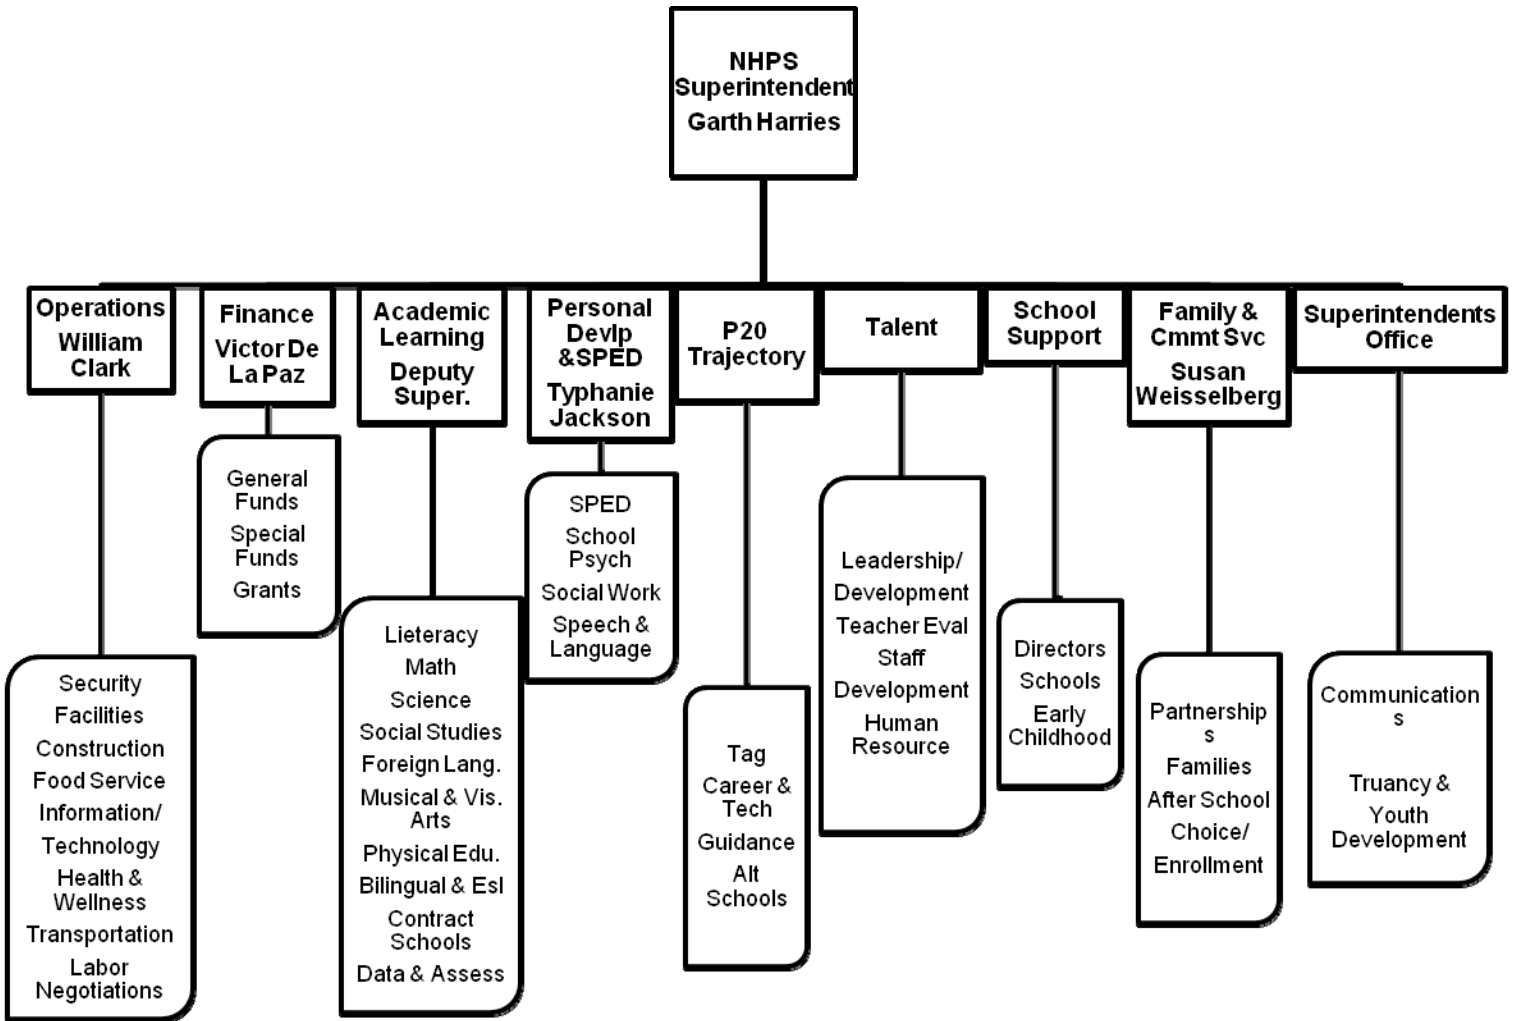 NHPS
Superintendent
Garth Harries
Operations
William
Clark
Finance
Victor De
La Paz
Academic
Learning
Deputy
Super.
Personal
Devlp
&SPED
Typhanie
Jackson
P20
Trajectory
Talent
School
Support
Family &
Cmmt Svc
Susan
Weisselberg
Superintendents
Office
Security
Facilities
Construction
Food Service
Information/
Technology
Health &
Wellness
Transportation
Labor
Negotiations
General
Funds
Special
Funds
Grants
Lieteracy
Math
Science
Social Studies
Foreign Lang.
Musical & Vis.
Arts
Physical Edu.
Bilingual & Esl
Contract
Schools
Data & Assess
SPED
School
Psych
Social Work
Speech &
Language
Tag
Career &
Tech
Guidance
Alt
Schools
Leadership/
Development
Teacher Eval
Staff
Development
Human
Resource
Directors
Schools
Early
Childhood
Partnership
s
Families
After School
Choice/
Enrollment
Communication
s
Truancy &
Youth
Development